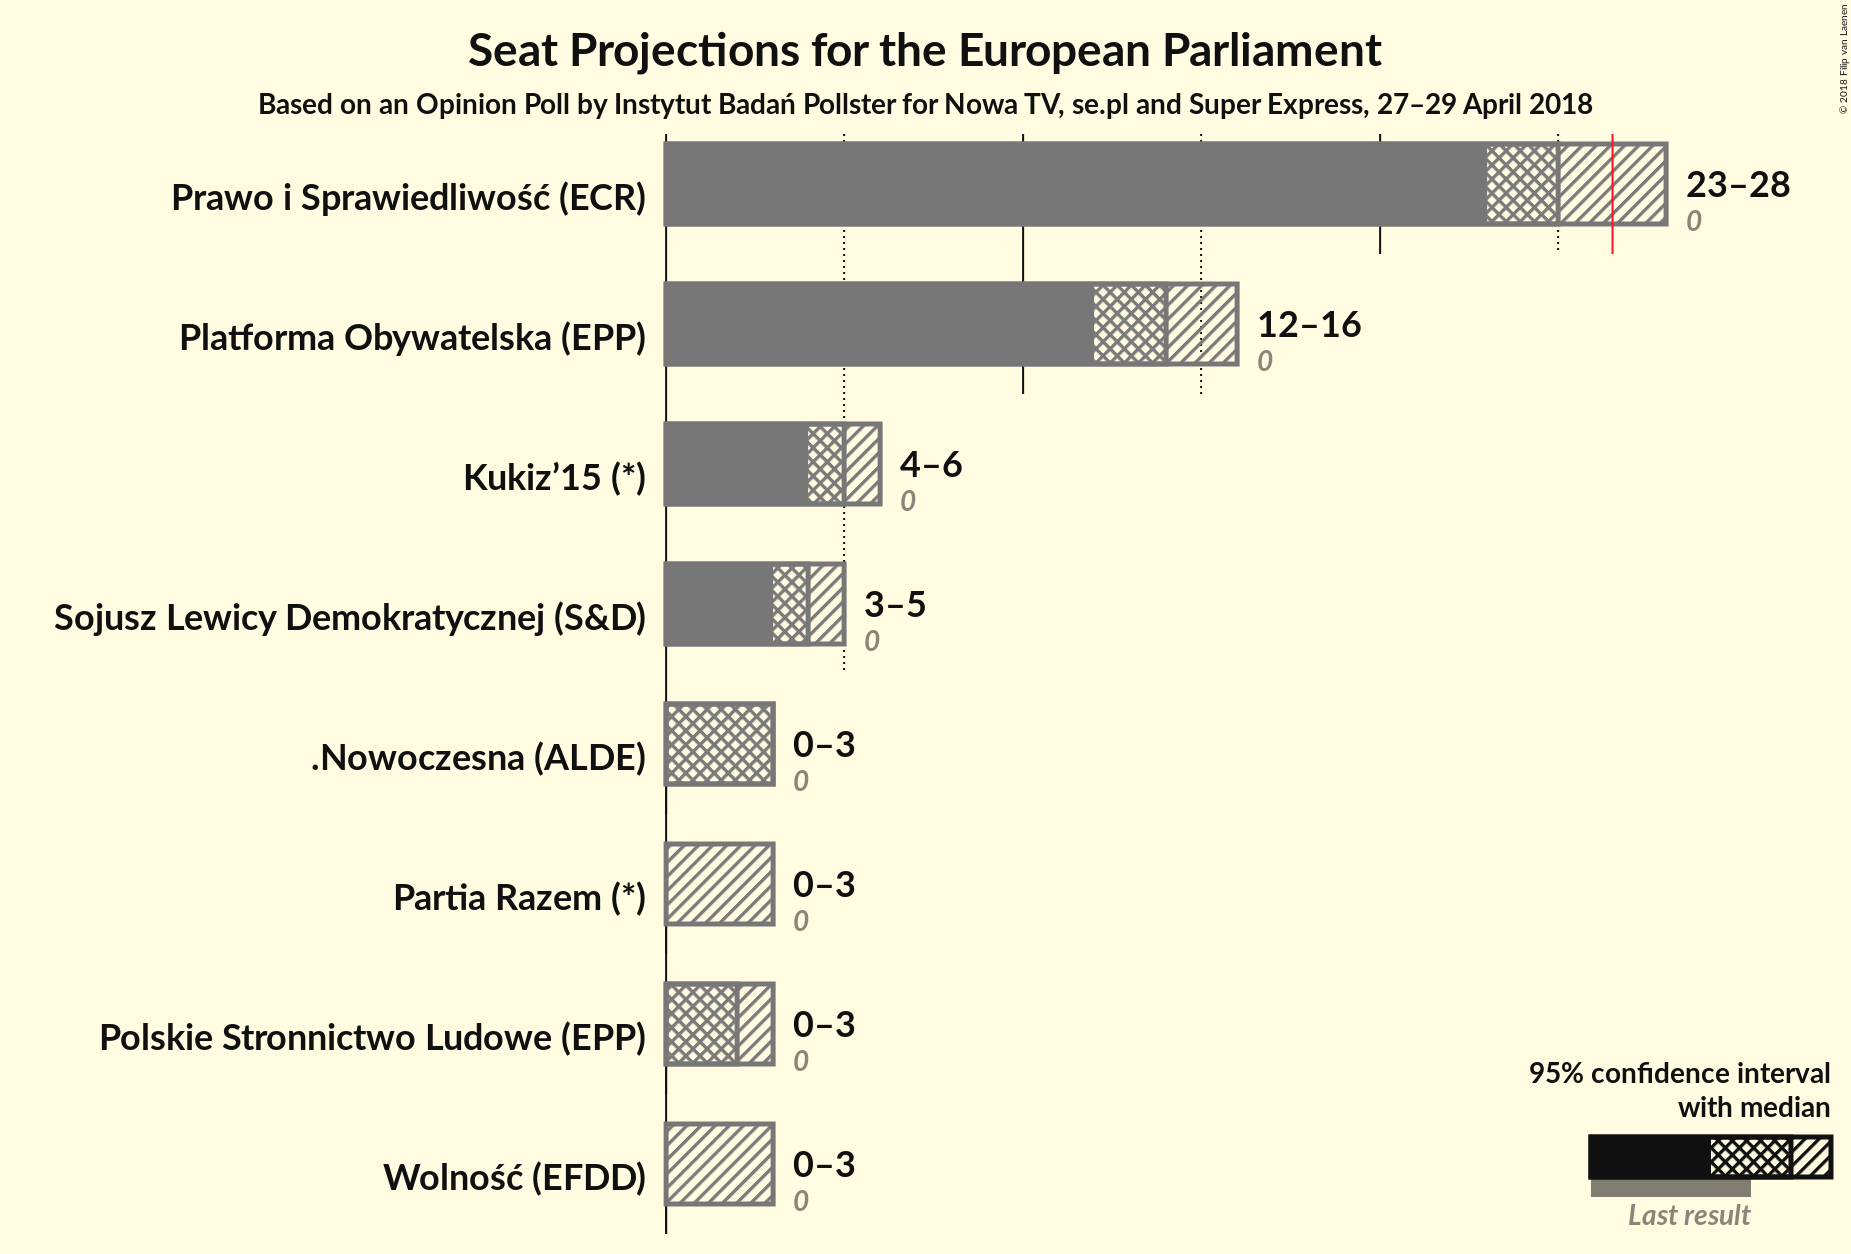 Seat Projections for the European Parliament
Based on an Opinion Poll by Instytut Badań Pollster for Nowa TV, se.pl and Super Express, 27–29 April 2018
© 2018 Filip van Laenen
Prawo i Sprawiedliwość (ECR)
23–28
0
Platforma Obywatelska (EPP)
12–16
0
Kukiz’15 (*)
4–6
0
Sojusz Lewicy Demokratycznej (S&D)
3–5
0
.Nowoczesna (ALDE)
0–3
0
Partia Razem (*)
0–3
0
Polskie Stronnictwo Ludowe (EPP)
0–3
0
Wolność (EFDD)
0–3
0
95% confidence interval
with median
Last result